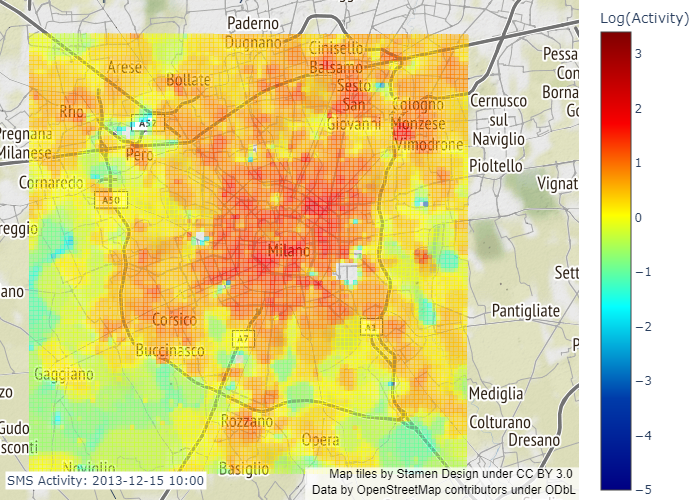 Log(Activity)
Paderno
Dugnano
Cinisello
Balsamo
Pessa
Con
Borna
Go
Arese
Bollate
Sesto
San
Giovanni
Cologno
Monzese
Vimodrone
Cernusco
sul
Naviglio
Rho
A52
Pregnana
Milanese
Pero
Pioltello
Cornaredo
Vignat
A50
reggio
Milano
Sett
ano
Pantigliate
Corsico
A7
A1
Buccinasco
P
Gaggiano
zo
Mediglia
Rozzano
Colturano
Gudo
sconti
Opera
Dresano
Noviglio
Basiglio
3
2
1
0
−1
−2
−3
−4
−5
SMS Activity: 2013-12-15 10:00
Map tiles by Stamen Design under CC BY 3.0
Data by OpenStreetMap contributors under ODbL